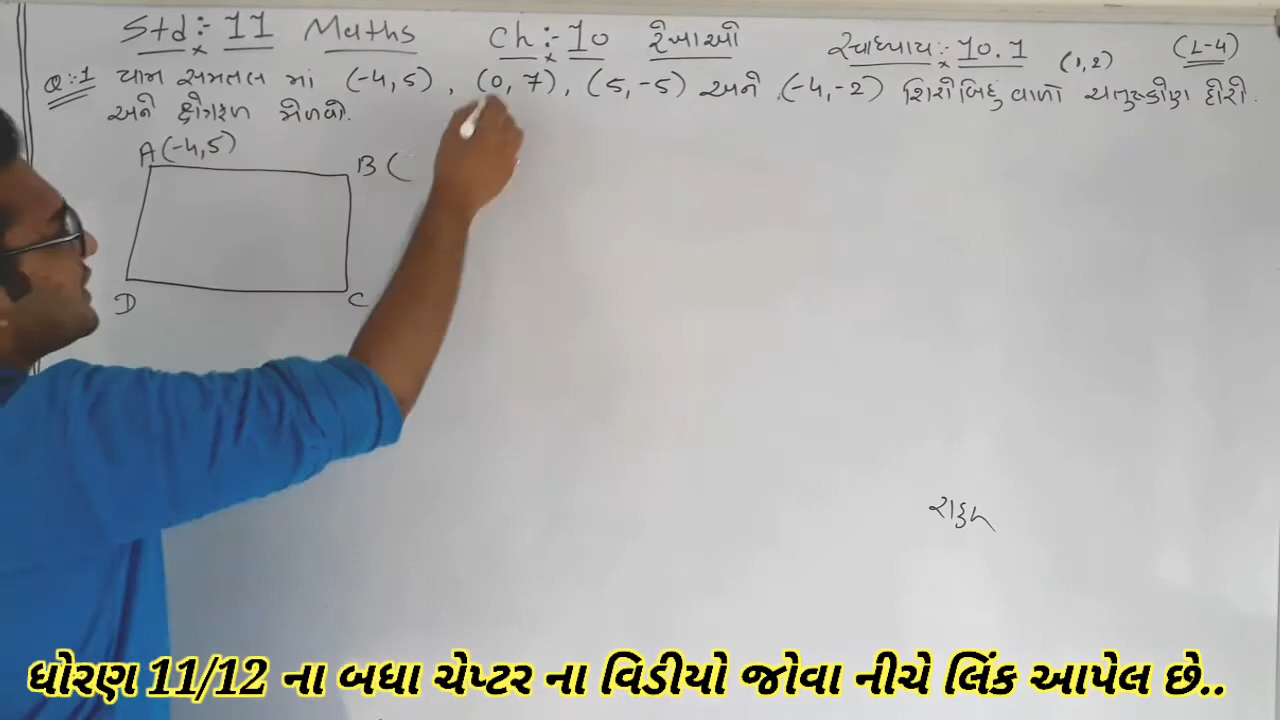 Std:- 11 Maths Ch:- 10 રેખાઓ સ્વાધ્યાય:- 10.1 (1,2) (L-4)
Q:-1 યામ સમતલ માં (-4,5), (0,7), (5,-5) અને (-4,-2) શિરોબિંદુવાળો ચતુષ્કોણ દોરો.
અને ક્ષેત્રફળ મેળવો.
A(-4,5)
B (
D C
ધોરણ 11/12 ના બધા ચેપ્ટર ના વિડીયો જોવા નીચે લિંક આપેલ છે..